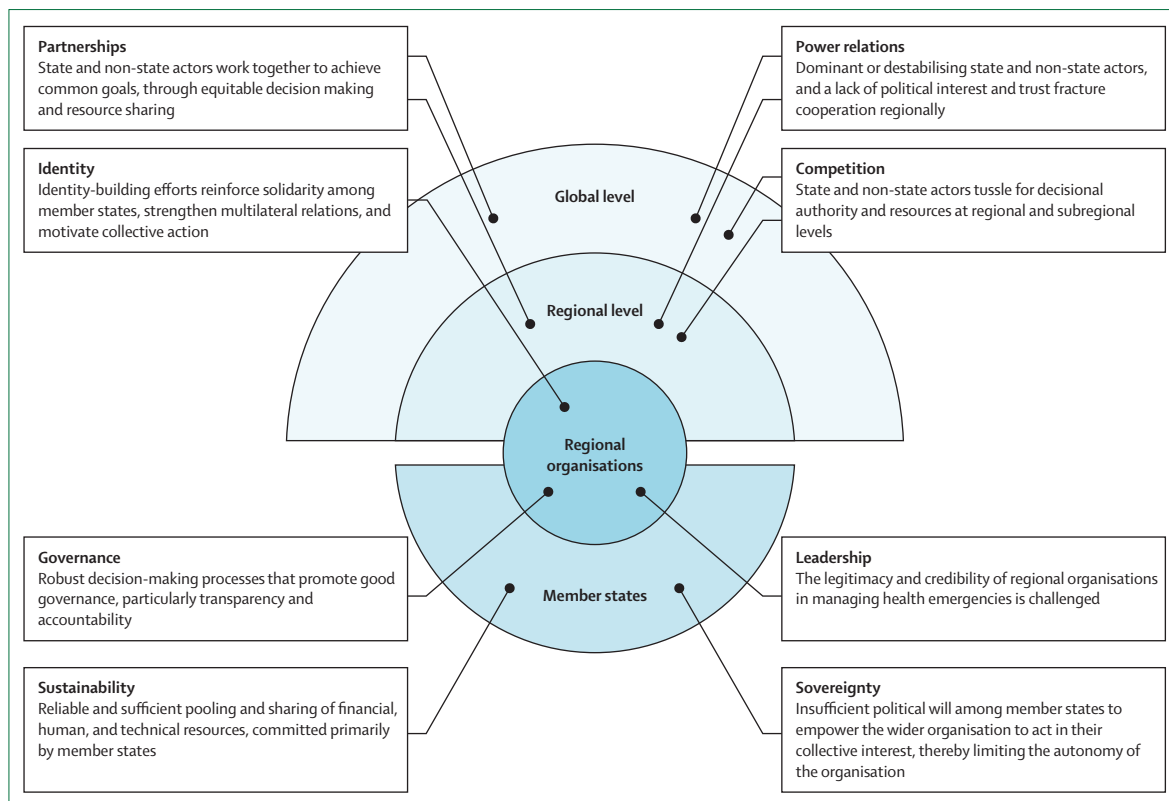 Partnerships
State and non-state actors work together to achieve
common goals, through equitable decision making
and resource sharing
Identity
Identity-building efforts reinforce solidarity among
member states, strengthen multilateral relations, and
motivate collective action
Power relations
Dominant or destabilising state and non-state actors,
and a lack of political interest and trust fracture
cooperation regionally
Competition
State and non-state actors tussle for decisional
authority and resources at regional and subregional
levels
Global level
Regional level
Regional
organisations
Member states
Governance
Robust decision-making processes that promote good
governance, particularly transparency and
accountability
Sustainability
Reliable and sufficient pooling and sharing of financial,
human, and technical resources, committed primarily
by member states
Leadership
The legitimacy and credibility of regional organisations
in managing health emergencies is challenged
Sovereignty
Insufficient political will among member states to
empower the wider organisation to act in their
collective interest, thereby limiting the autonomy of
the organisation